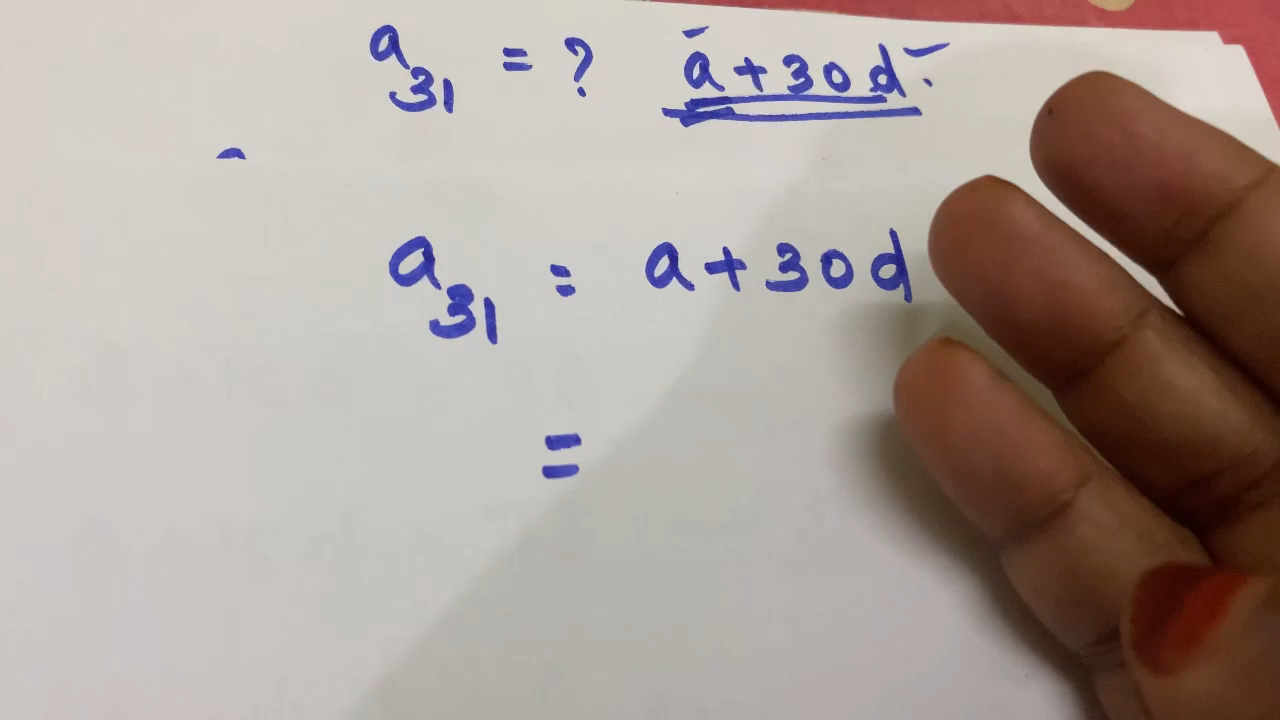 a₃₁ = ? a + 30d.
a₃₁ = a + 30d
=